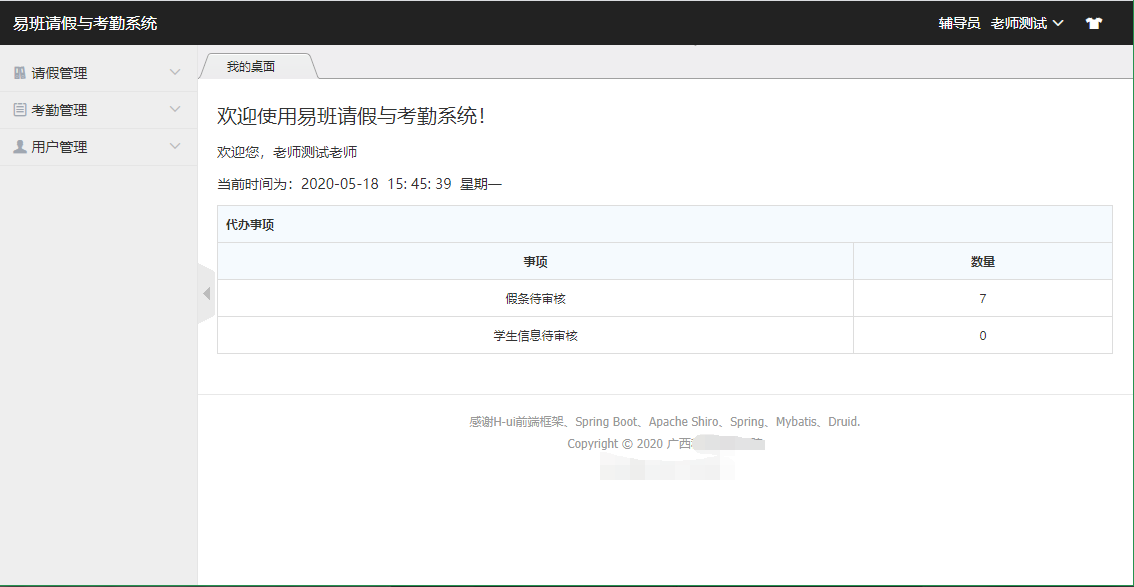 易班请假与考勤系统
辅导员 老师测试
请假管理
考勤管理
用户管理
我的桌面
欢迎使用易班请假与考勤系统！
欢迎您，老师测试老师
当前时间为：2020-05-18 15:45:39 星期一
代办事项
事项 数量
假条待审核 7
学生信息待审核 0
感谢H-ui前端框架、Spring Boot、Apache Shiro、Spring、Mybatis、Druid.
Copyright © 2020 广西